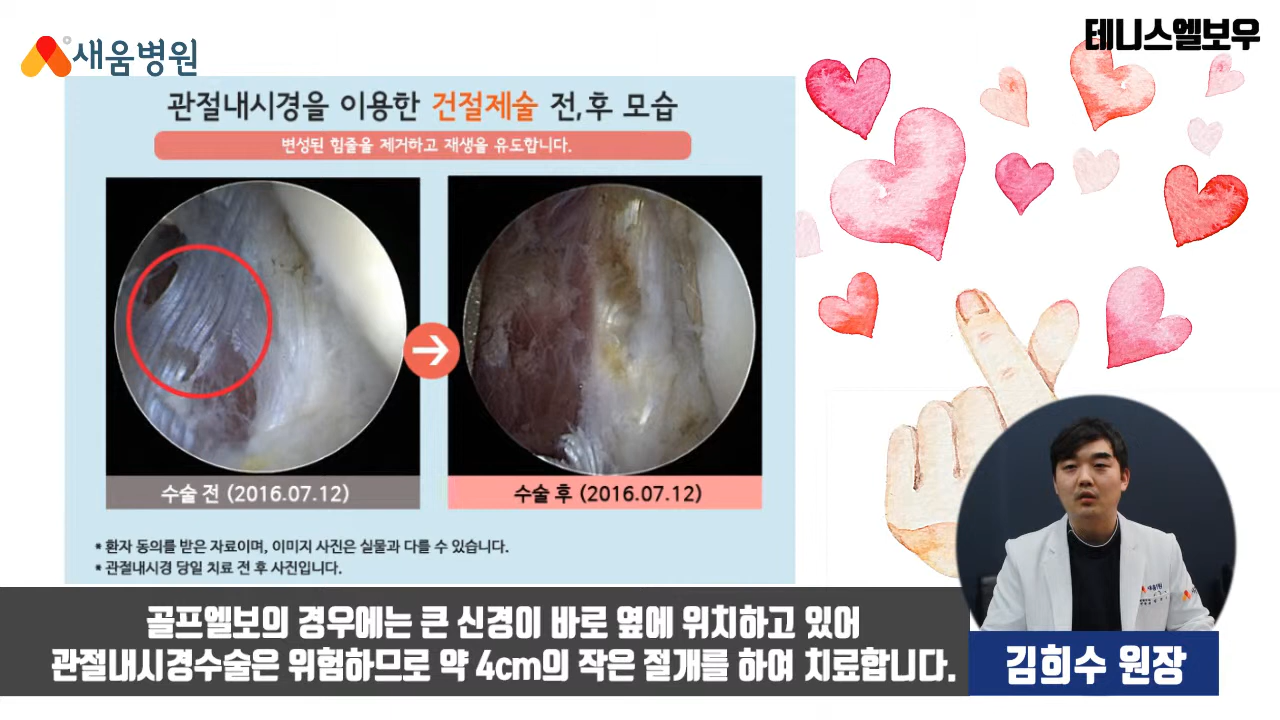 새움병원
테니스엘보우
관절내시경을 이용한 건절제술 전,후 모습
변성된 힘줄을 제거하고 재생을 유도합니다.
수술 전 (2016.07.12)
수술 후 (2016.07.12)
* 환자 동의를 받은 자료이며, 이미지 사진은 실물과 다를 수 있습니다.
* 관절내시경 당일 치료 전 후 사진입니다.
골프엘보의 경우에는 큰 신경이 바로 옆에 위치하고 있어
관절내시경수술은 위험하므로 약 4cm의 작은 절개를 하여 치료합니다.
김희수 원장